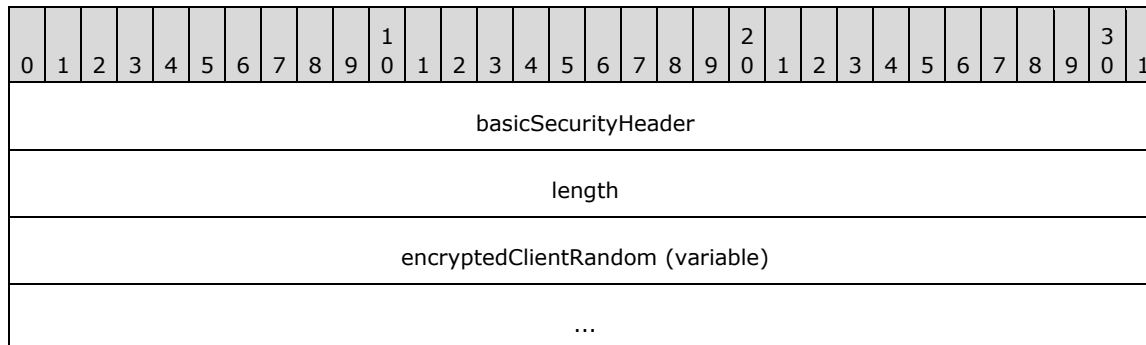 1 2 3
0 1 2 3 4 5 6 7 8 9 0 1 2 3 4 5 6 7 8 9 0 1 2 3 4 5 6 7 8 9 0 1
basicSecurityHeader
length
encryptedClientRandom (variable)
...